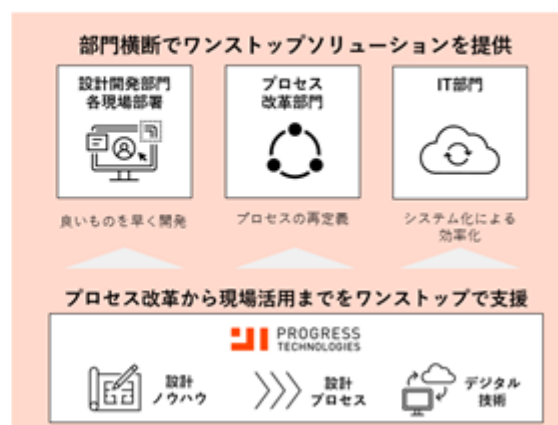 部門横断でワンストップソリューションを提供
設計開発部門
各現場部署
プロセス
改革部門
IT部門
良いものを早く開発
プロセスの再定義
システム化による
効率化
プロセス改革から現場活用までをワンストップで支援
PROGRESS
TECHNOLOGIES
設計
ノウハウ
設計
プロセス
デジタル
技術